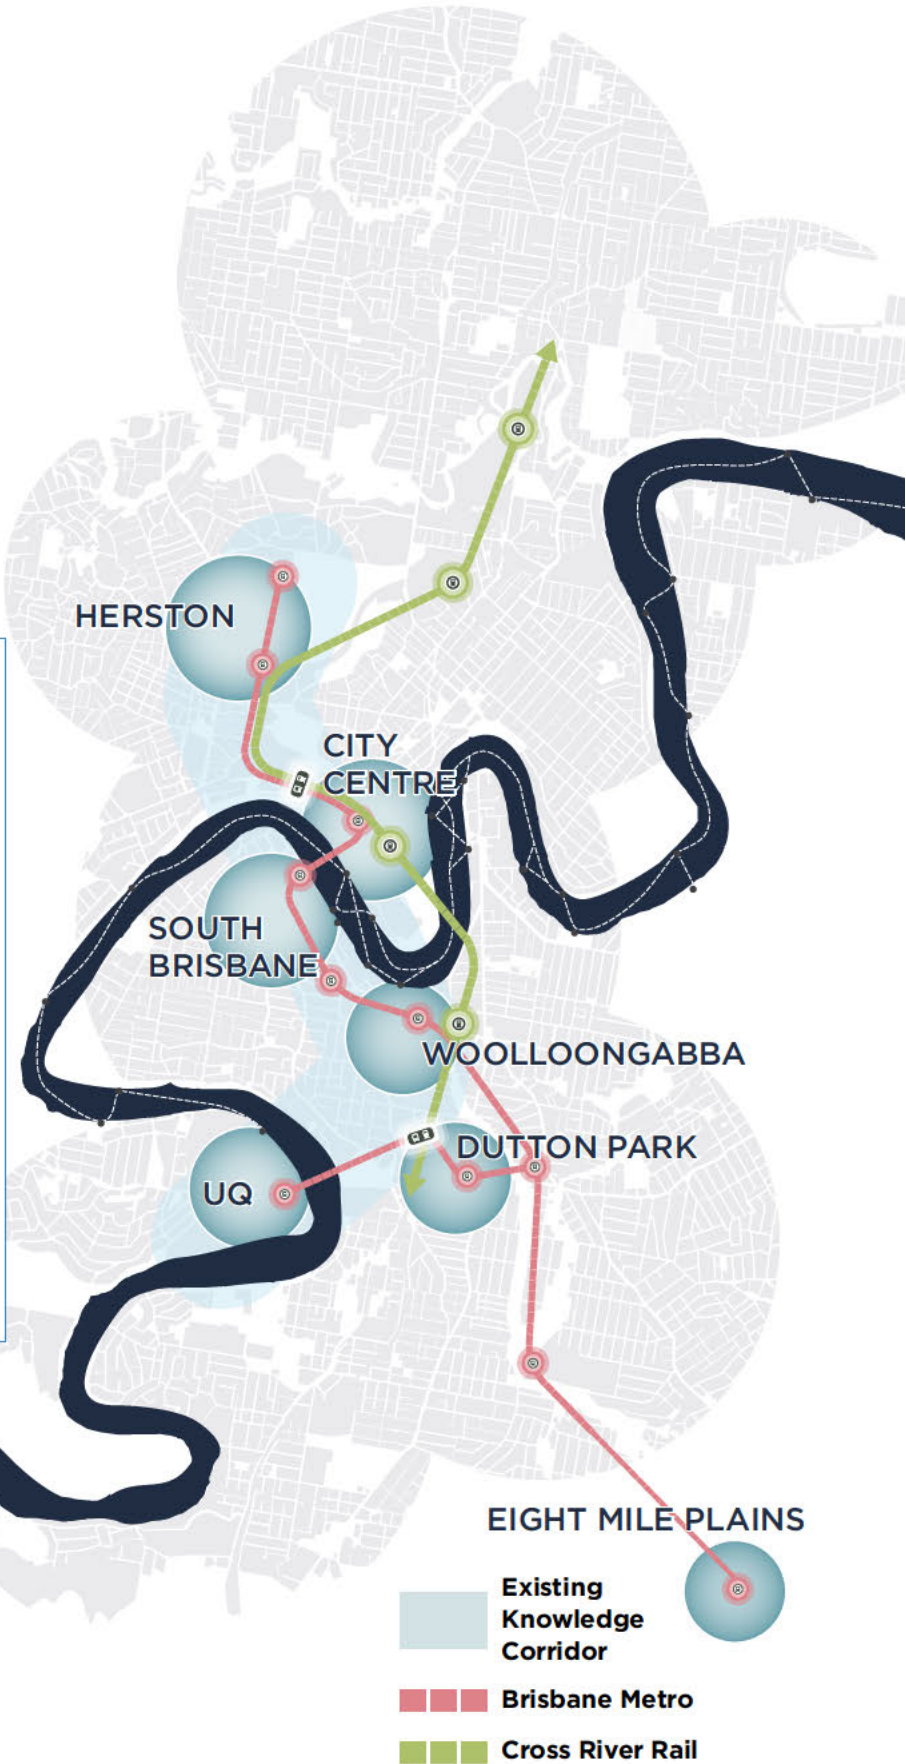 HERSTON
CITY
CENTRE
SOUTH
BRISBANE
WOOLLOONGABBA
DUTTON PARK
UQ
EIGHT MILE PLAINS
Existing
Knowledge
Corridor
Brisbane Metro
Cross River Rail